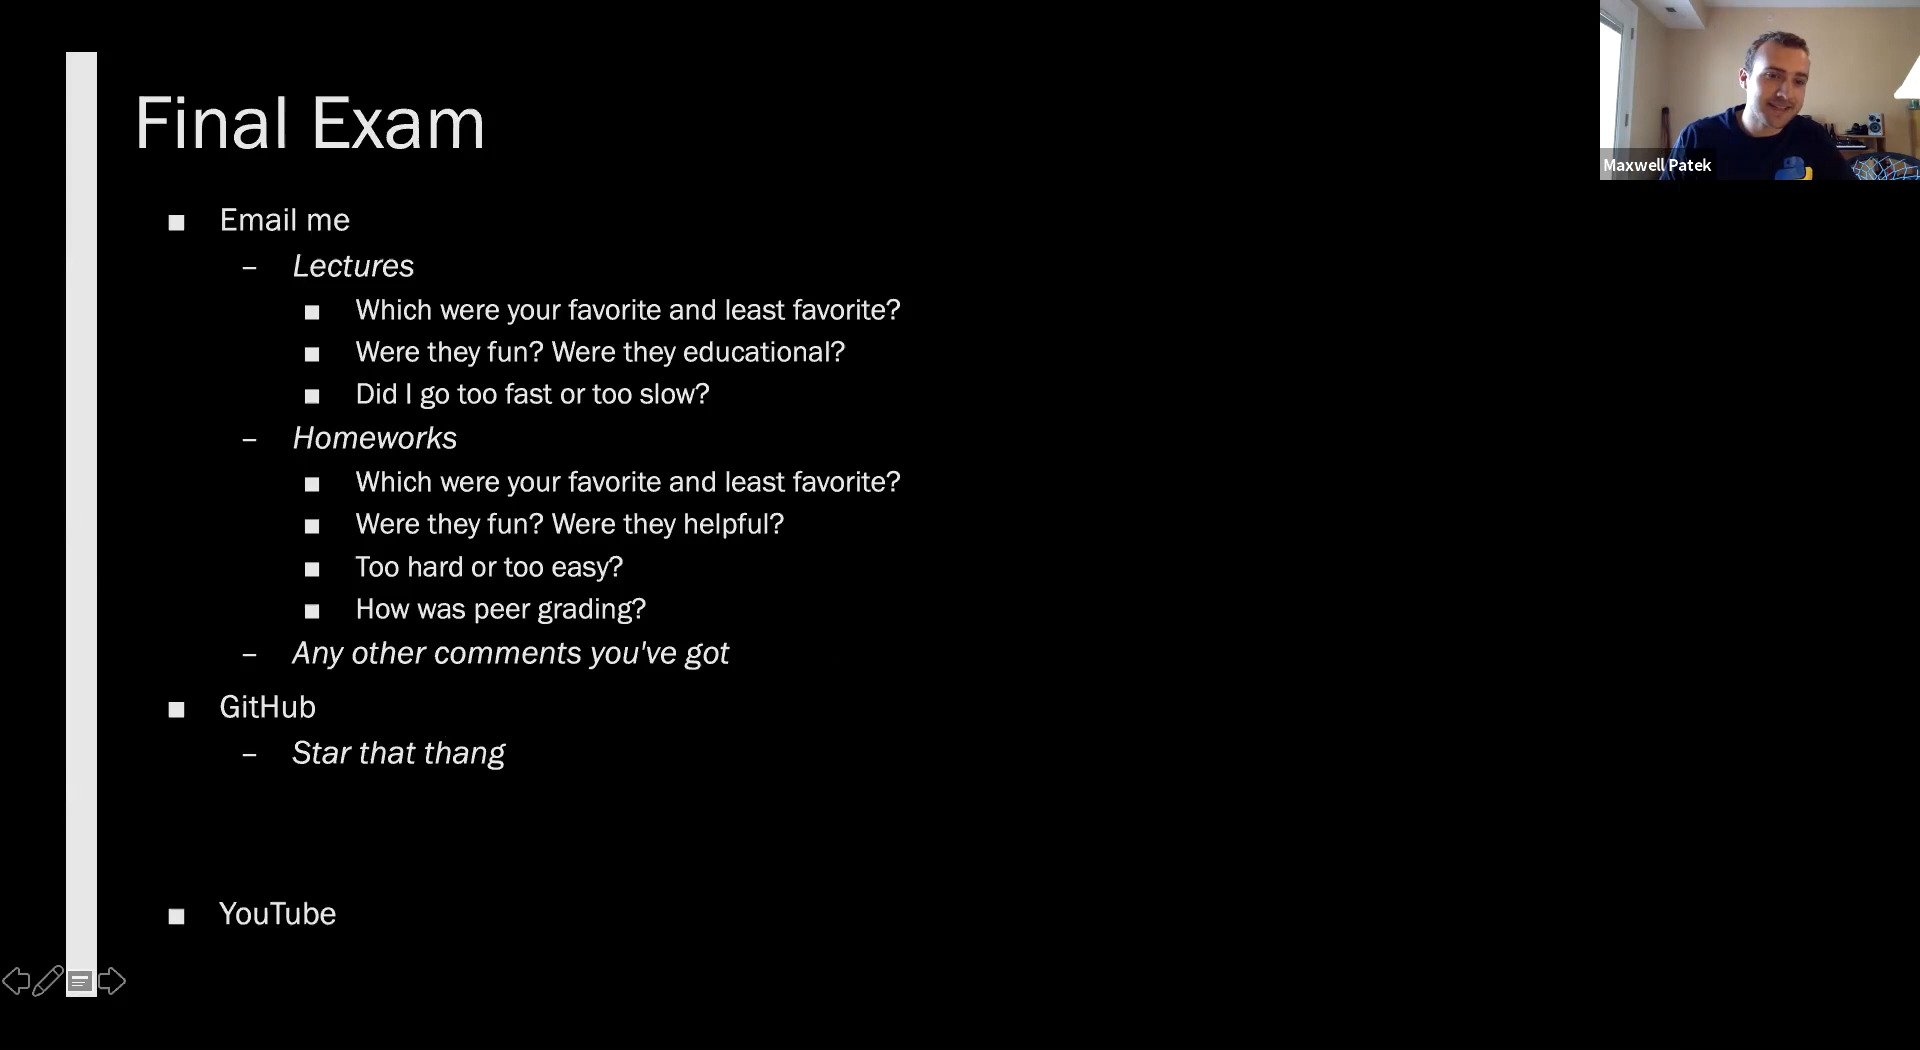 Final Exam
Maxwell Patek
■ Email me
– Lectures
■ Which were your favorite and least favorite?
■ Were they fun? Were they educational?
■ Did I go too fast or too slow?
– Homeworks
■ Which were your favorite and least favorite?
■ Were they fun? Were they helpful?
■ Too hard or too easy?
■ How was peer grading?
– Any other comments you've got
■ GitHub
– Star that thang
■ YouTube